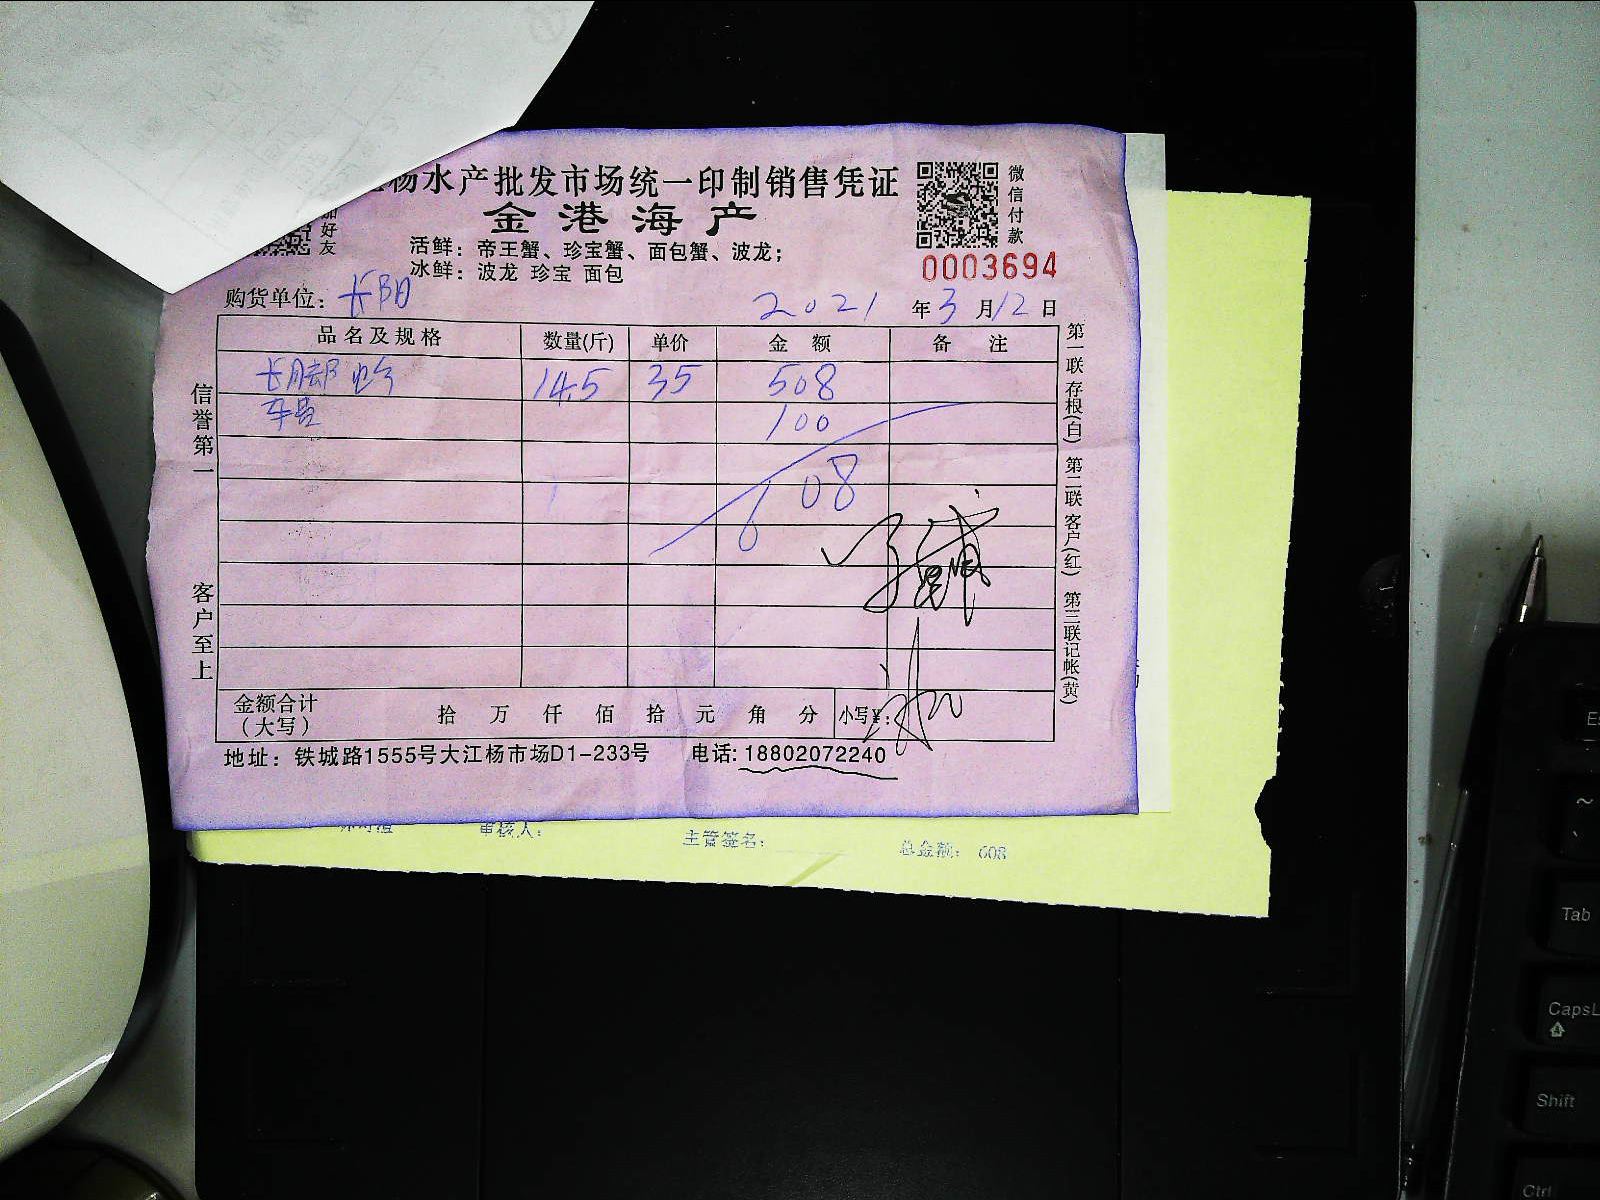 杨水产批发市场统一印制销售凭证
金港海产
加好友
微信付款
活鲜：帝王蟹、珍宝蟹、面包蟹、波龙；
冰鲜：波龙 珍宝 面包
0003694
购货单位：长阳
2021 年 3 月 12 日
品名及规格 数量(斤) 单价 金额 备注
14.5 35 508
100
608
信誉第一
客户至上
第一联存根(白) 第二联客户(红) 第三联记帐(黄)
金额合计(大写) 拾 万 仟 佰 拾 元 角 分 小写¥：
地址：铁城路1555号大江杨市场D1-233号 电话: 18802072240
审核人： 主管签名： 总金额： 608
Tab
CapsL
Shift
Ctrl